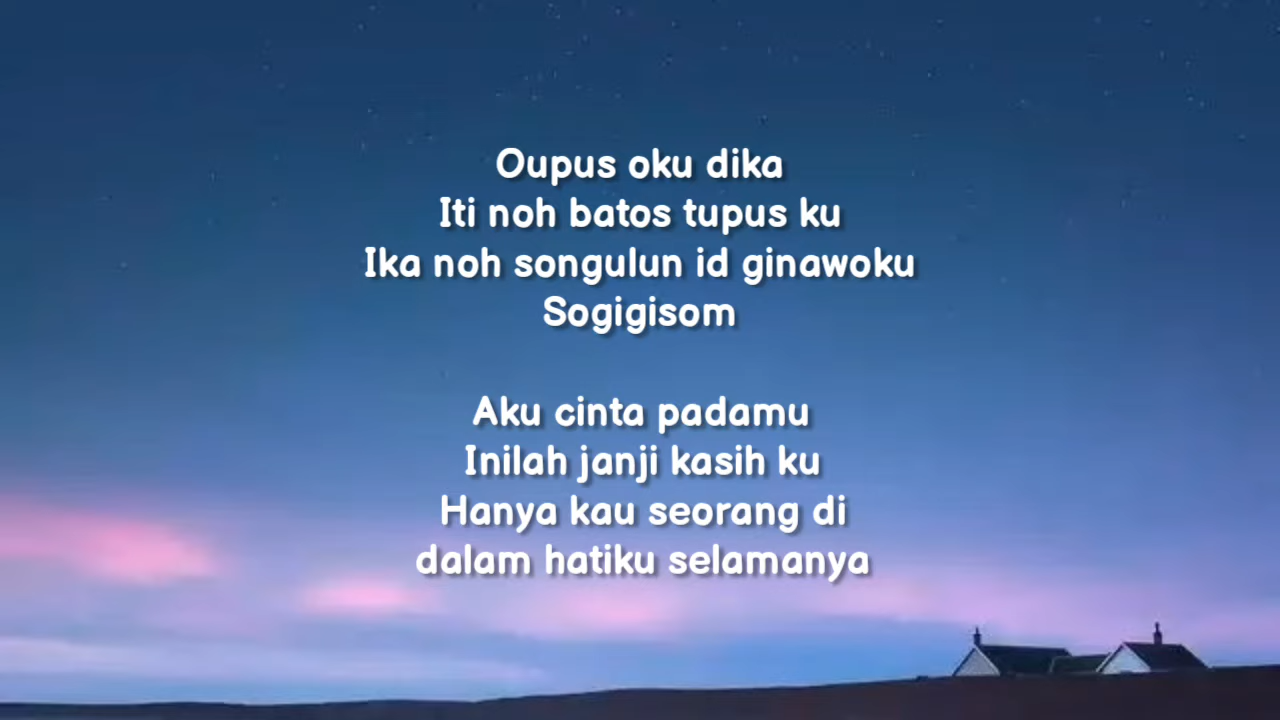 Oupus oku dika
Iti noh batos tupus ku
Ika noh songulun id ginawoku
Sogigisom
Aku cinta padamu
Inilah janji kasih ku
Hanya kau seorang di
dalam hatiku selamanya